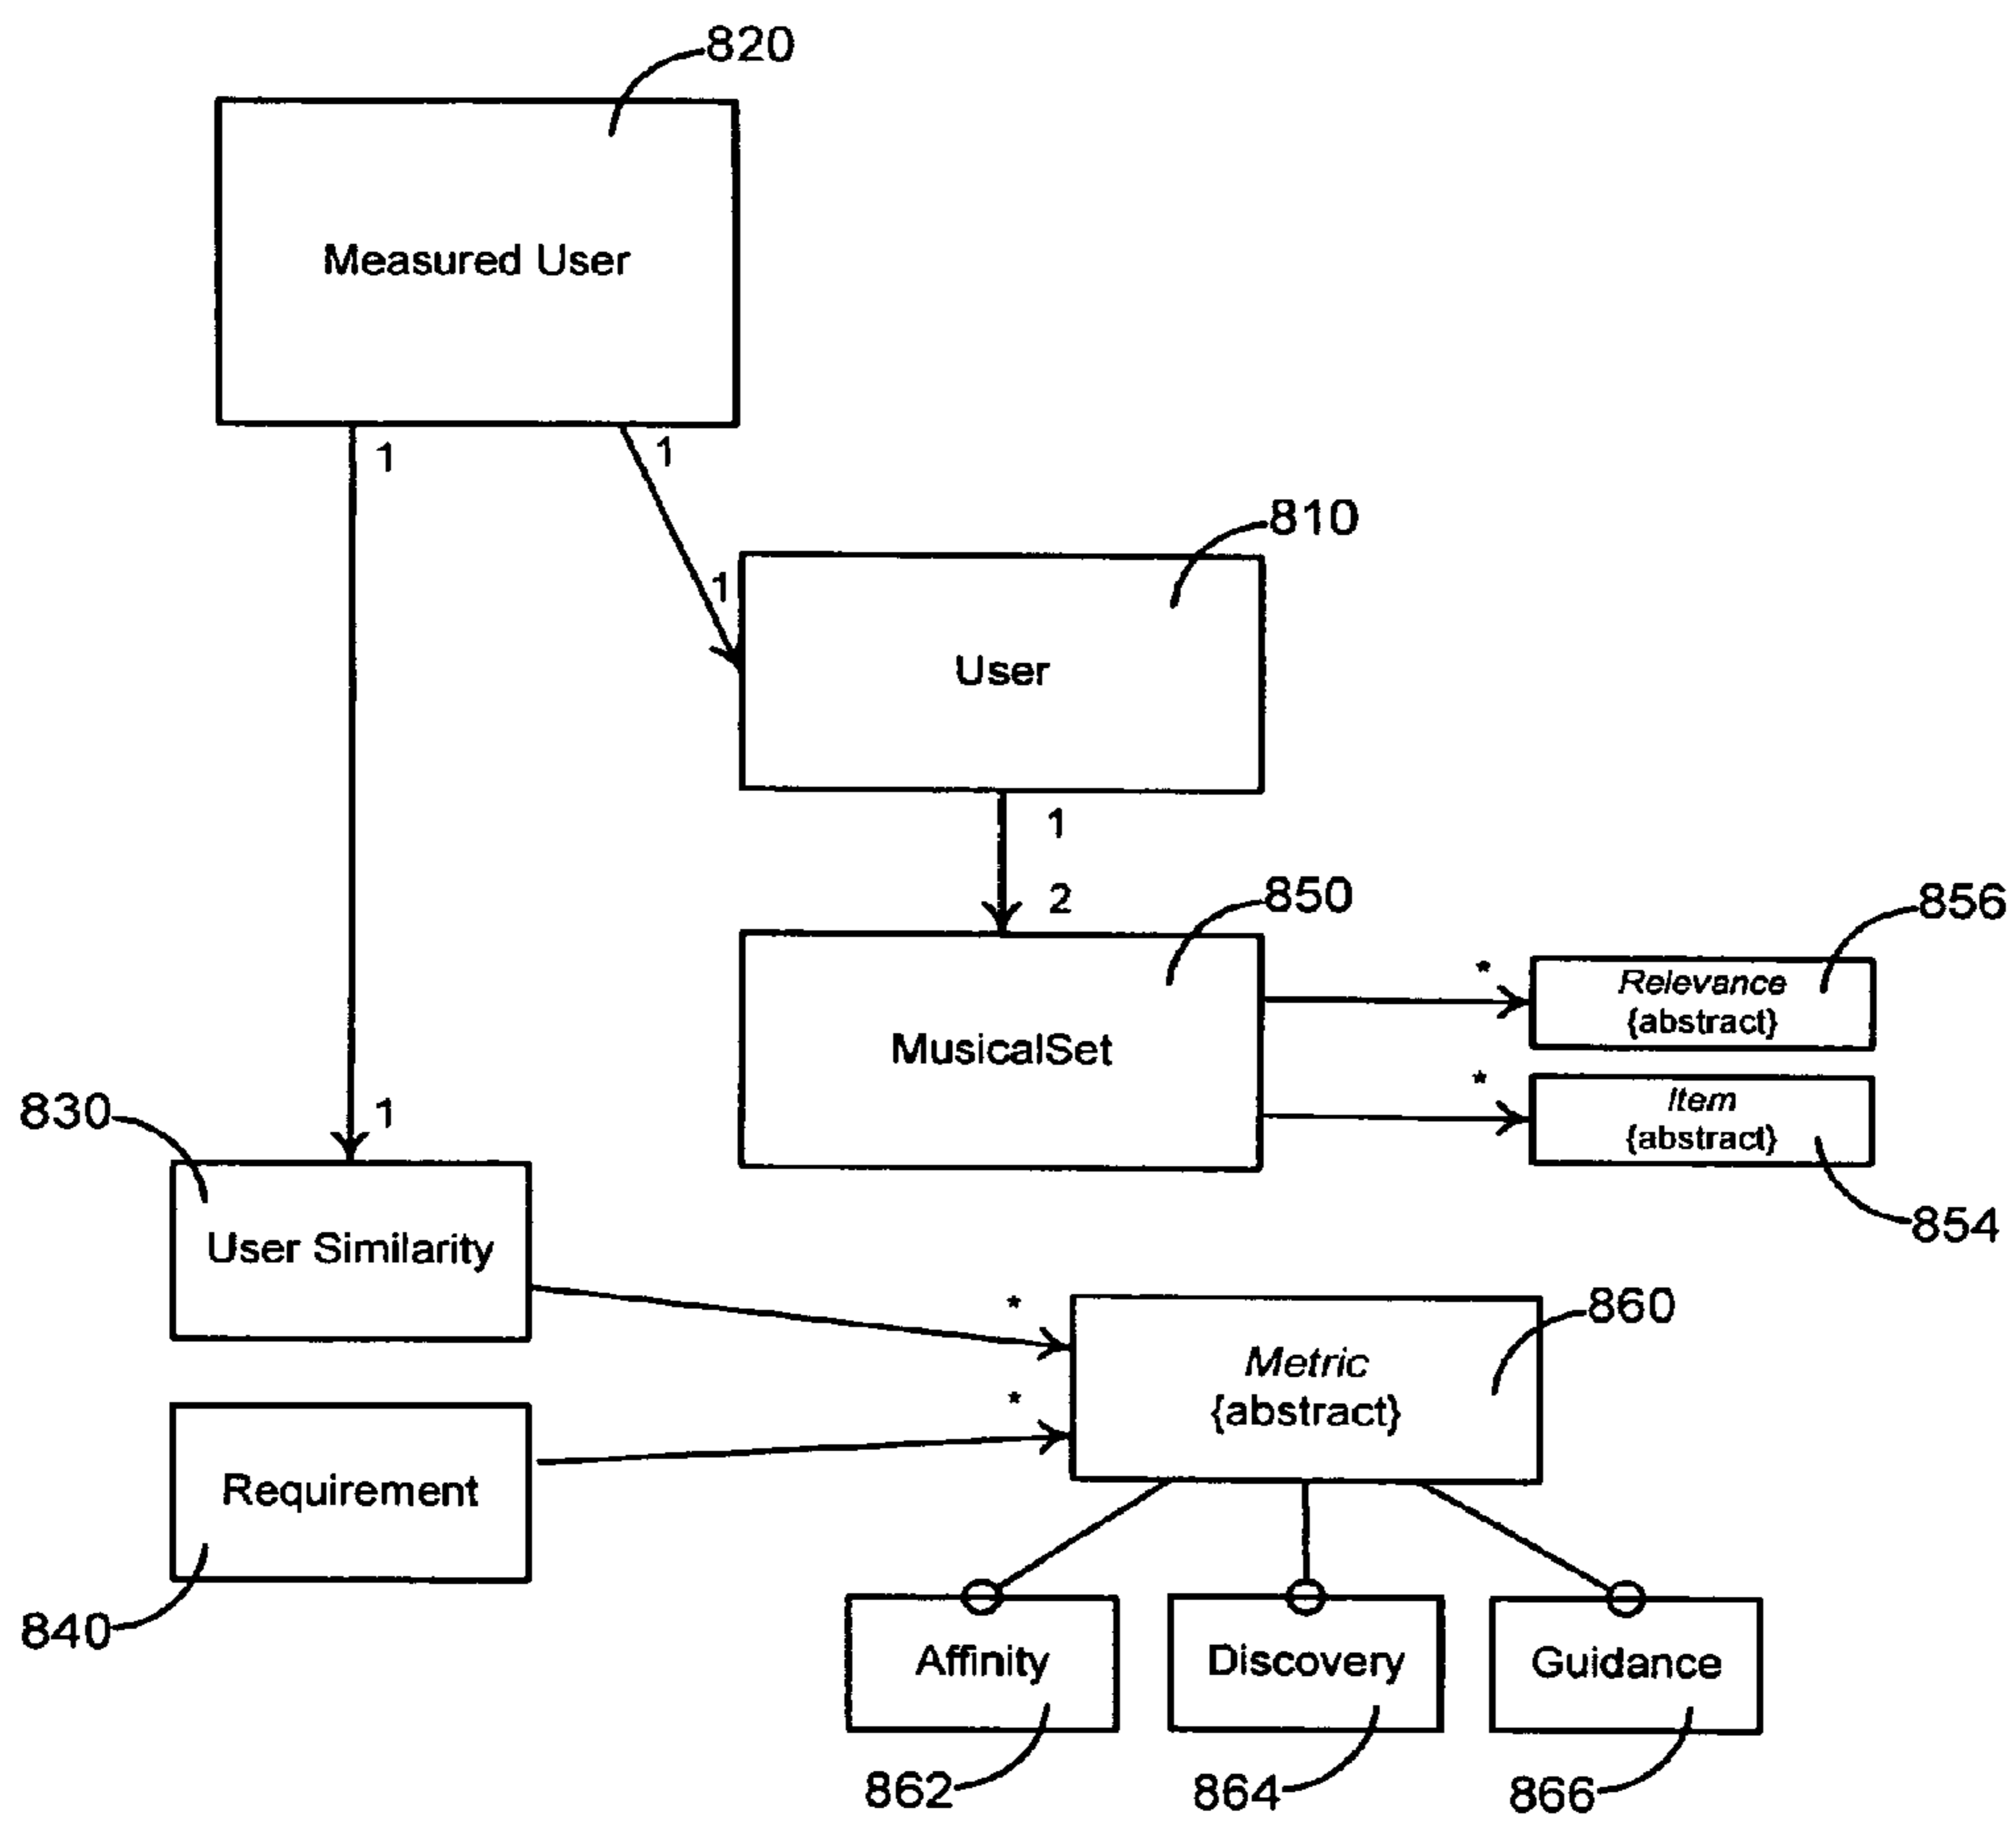 820
Measured User
1
1
810
1
User
1
2
850
856
Relevance
{abstract}
*
MusicalSet
*
Item
{abstract}
854
830
1
User Similarity
*
860
Metric
{abstract}
*
Requirement
840
Affinity
Discovery
Guidance
862
864
866